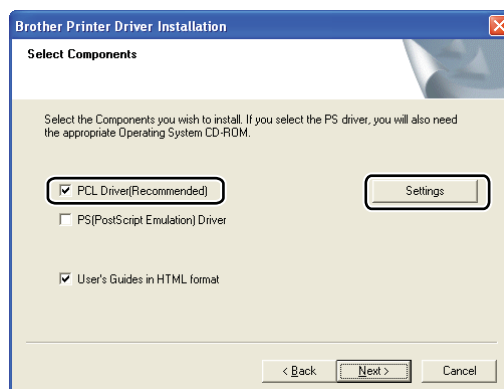 Brother Printer Driver Installation
Select Components
Select the Components you wish to install. If you select the PS driver, you will also need
the appropriate Operating System CD-ROM.
PCL Driver(Recommended)
Settings
PS(PostScript Emulation) Driver
User's Guides in HTML format
< Back
Next >
Cancel